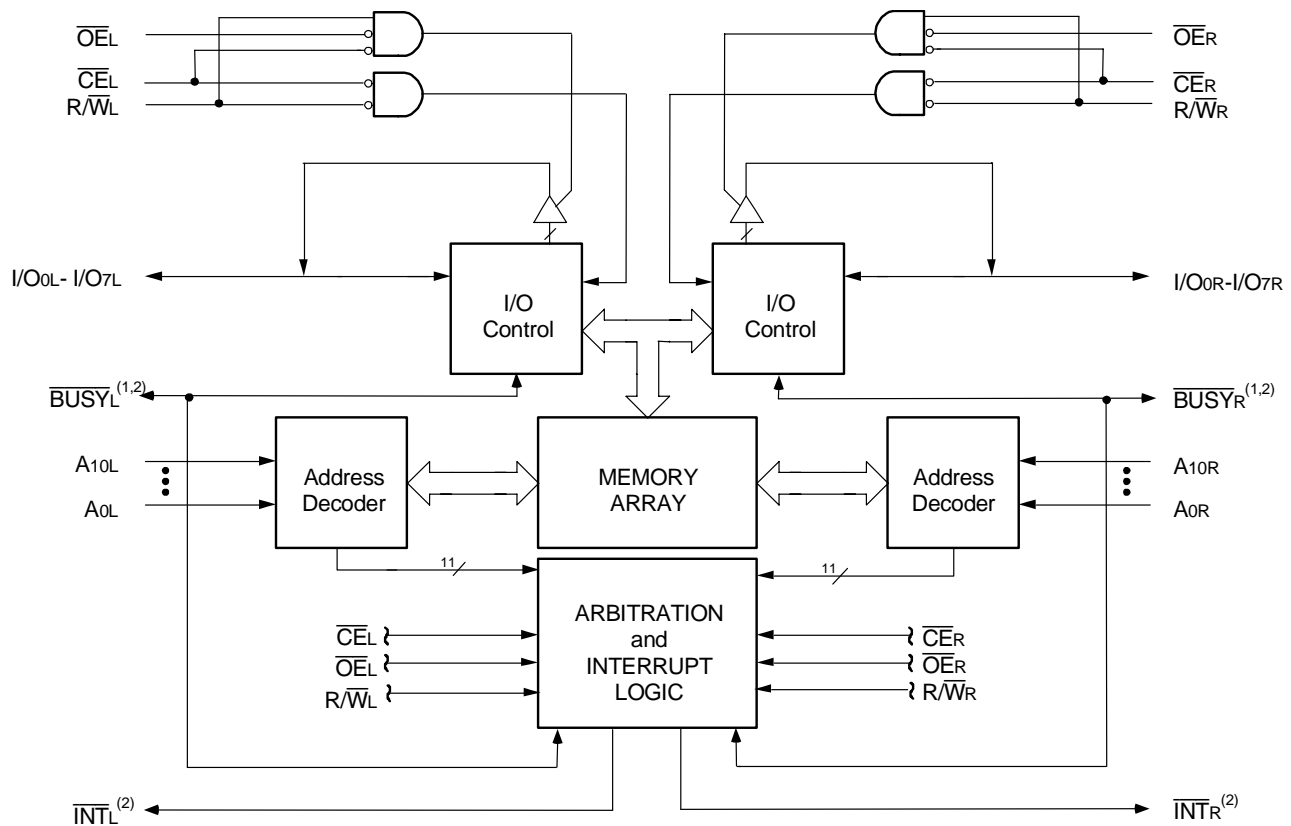 OEL
OER
CEL
CER
R/WL
R/WR
I/O0L- I/O7L
I/O
Control
I/O
Control
I/O0R-I/O7R
BUSYL(1,2)
BUSYR(1,2)
A10L
A0L
Address
Decoder
MEMORY
ARRAY
Address
Decoder
A10R
A0R
11
11
ARBITRATION
and
INTERRUPT
LOGIC
CEL
OEL
R/WL
CER
OER
R/WR
INTL(2)
INTR(2)